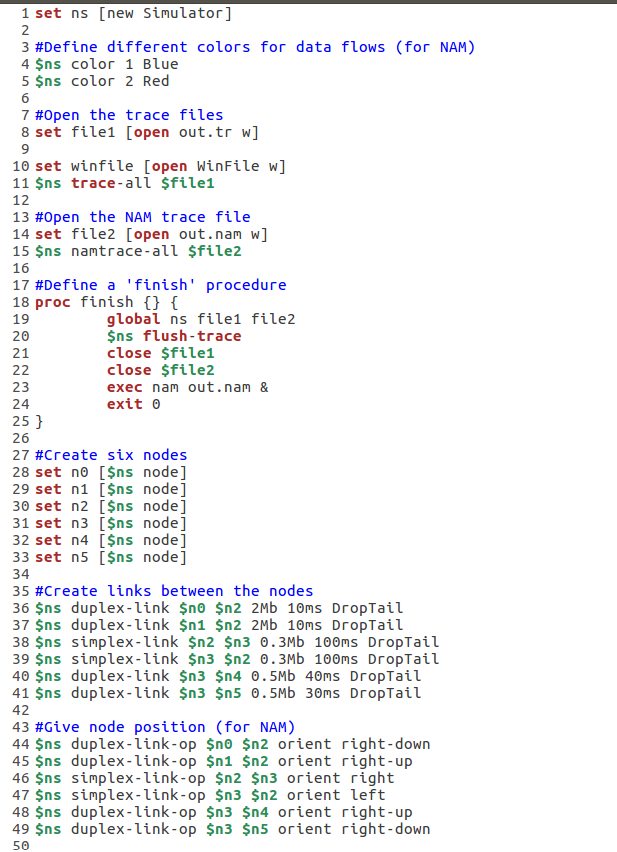 1 set ns [new Simulator]
2
3 #Define different colors for data flows (for NAM)
4 $ns color 1 Blue
5 $ns color 2 Red
6
7 #Open the trace files
8 set file1 [open out.tr w]
9
10 set winfile [open WinFile w]
11 $ns trace-all $file1
12
13 #Open the NAM trace file
14 set file2 [open out.nam w]
15 $ns namtrace-all $file2
16
17 #Define a 'finish' procedure
18 proc finish {} {
19         global ns file1 file2
20         $ns flush-trace
21         close $file1
22         close $file2
23         exec nam out.nam &
24         exit 0
25 }
26
27 #Create six nodes
28 set n0 [$ns node]
29 set n1 [$ns node]
30 set n2 [$ns node]
31 set n3 [$ns node]
32 set n4 [$ns node]
33 set n5 [$ns node]
34
35 #Create links between the nodes
36 $ns duplex-link $n0 $n2 2Mb 10ms DropTail
37 $ns duplex-link $n1 $n2 2Mb 10ms DropTail
38 $ns simplex-link $n2 $n3 0.3Mb 100ms DropTail
39 $ns simplex-link $n3 $n2 0.3Mb 100ms DropTail
40 $ns duplex-link $n3 $n4 0.5Mb 40ms DropTail
41 $ns duplex-link $n3 $n5 0.5Mb 30ms DropTail
42
43 #Give node position (for NAM)
44 $ns duplex-link-op $n0 $n2 orient right-down
45 $ns duplex-link-op $n1 $n2 orient right-up
46 $ns simplex-link-op $n2 $n3 orient right
47 $ns simplex-link-op $n3 $n2 orient left
48 $ns duplex-link-op $n3 $n4 orient right-up
49 $ns duplex-link-op $n3 $n5 orient right-down
50